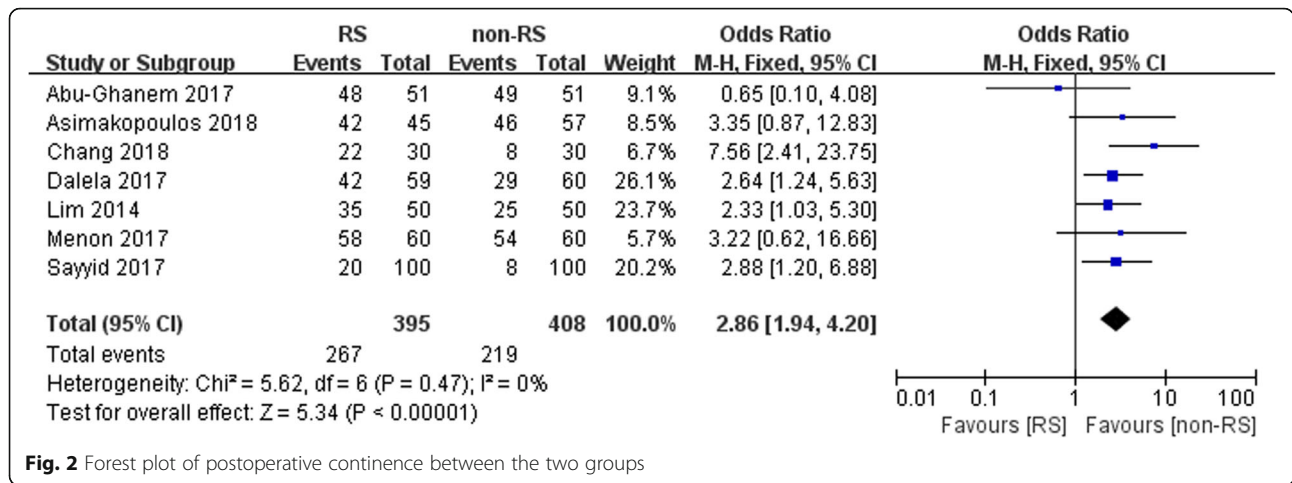 RS non-RS Odds Ratio Odds Ratio
Study or Subgroup Events Total Events Total Weight M-H, Fixed, 95% CI M-H, Fixed, 95% CI
Abu-Ghanem 2017 48 51 49 51 9.1% 0.65 [0.10, 4.08]
Asimakopoulos 2018 42 45 46 57 8.5% 3.35 [0.87, 12.83]
Chang 2018 22 30 8 30 6.7% 7.56 [2.41, 23.75]
Dalela 2017 42 59 29 60 26.1% 2.64 [1.24, 5.63]
Lim 2014 35 50 25 50 23.7% 2.33 [1.03, 5.30]
Menon 2017 58 60 54 60 5.7% 3.22 [0.62, 16.66]
Sayyid 2017 20 100 8 100 20.2% 2.88 [1.20, 6.88]
Total (95% CI) 395 408 100.0% 2.86 [1.94, 4.20]
Total events 267 219
Heterogeneity: Chi² = 5.62, df = 6 (P = 0.47); I² = 0%
Test for overall effect: Z = 5.34 (P < 0.00001)
0.01 0.1 1 10 100
Favours [RS] Favours [non-RS]
Fig. 2 Forest plot of postoperative continence between the two groups